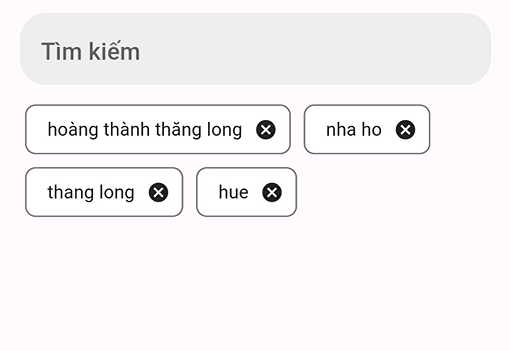 Tìm kiếm
hoàng thành thăng long nha ho
thang long hue